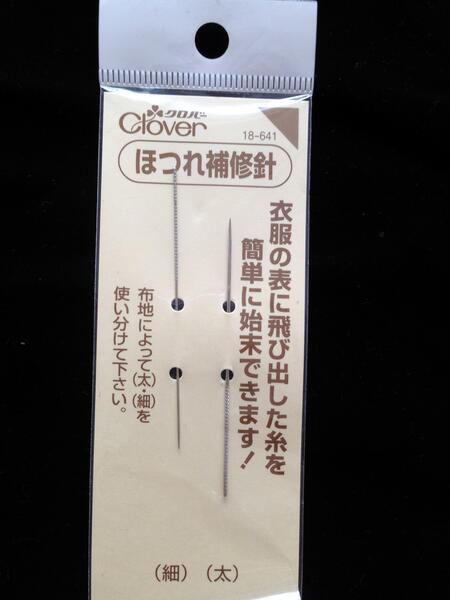 クロバー
Clover
18-641
ほつれ補修針
衣服の表に飛び出した糸を
簡単に始末できます!
布地によって(太)・(細)を
使い分けて下さい。
(細) (太)